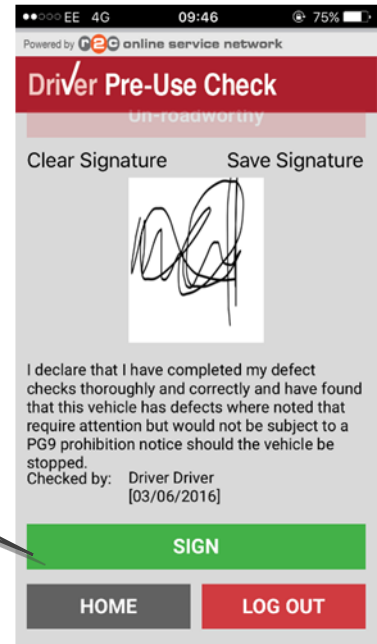 EE 4G 09:46 75%
Powered by r2c online service network
Driver Pre-Use Check
Un-roadworthy
Clear Signature Save Signature
I declare that I have completed my defect
checks thoroughly and correctly and have found
that this vehicle has defects where noted that
require attention but would not be subject to a
PG9 prohibition notice should the vehicle be
stopped.
Checked by: Driver Driver
[03/06/2016]
SIGN
HOME LOG OUT